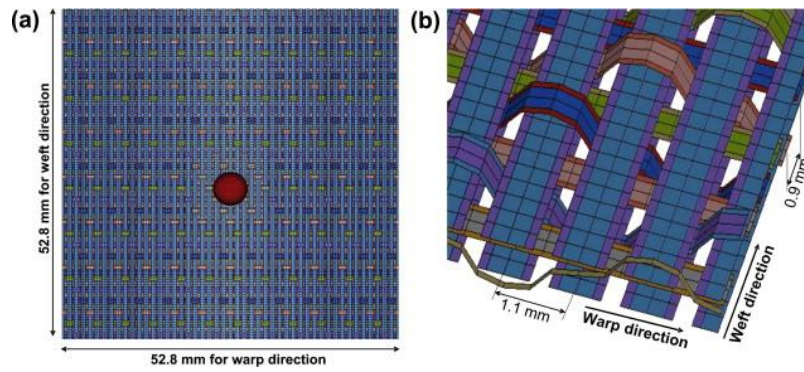 (a)
52.8 mm for weft direction
52.8 mm for warp direction
(b)
0.9 mm
1.1 mm
Warp direction
Weft direction